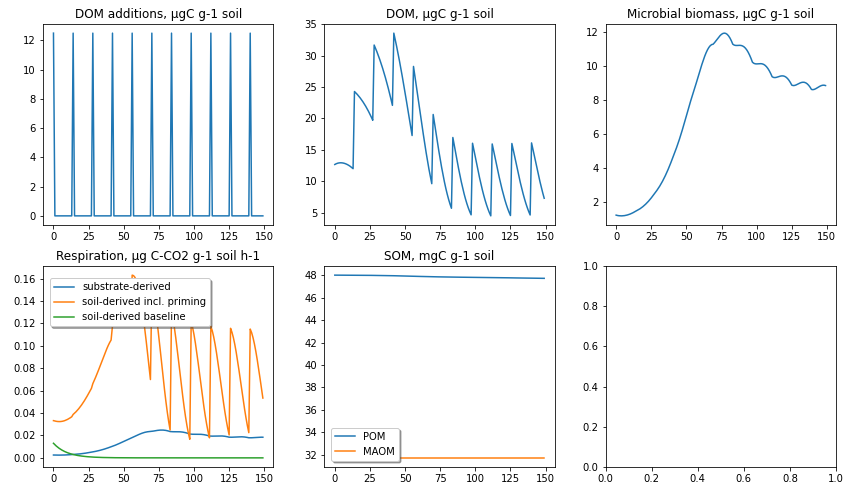 DOM additions, µgC g-1 soil
12
10
8
6
4
2
0
0 25 50 75 100 125 150
DOM, µgC g-1 soil
35
30
25
20
15
10
5
0 25 50 75 100 125 150
Microbial biomass, µgC g-1 soil
12
10
8
6
4
2
0 25 50 75 100 125 150
Respiration, µg C-CO2 g-1 soil h-1
0.16
0.14
0.12
0.10
0.08
0.06
0.04
0.02
0.00
substrate-derived
soil-derived incl. priming
soil-derived baseline
0 25 50 75 100 125 150
SOM, mgC g-1 soil
48
46
44
42
40
38
36
34
32
POM
MAOM
0 25 50 75 100 125 150
1.0
0.8
0.6
0.4
0.2
0.0
0.0 0.2 0.4 0.6 0.8 1.0